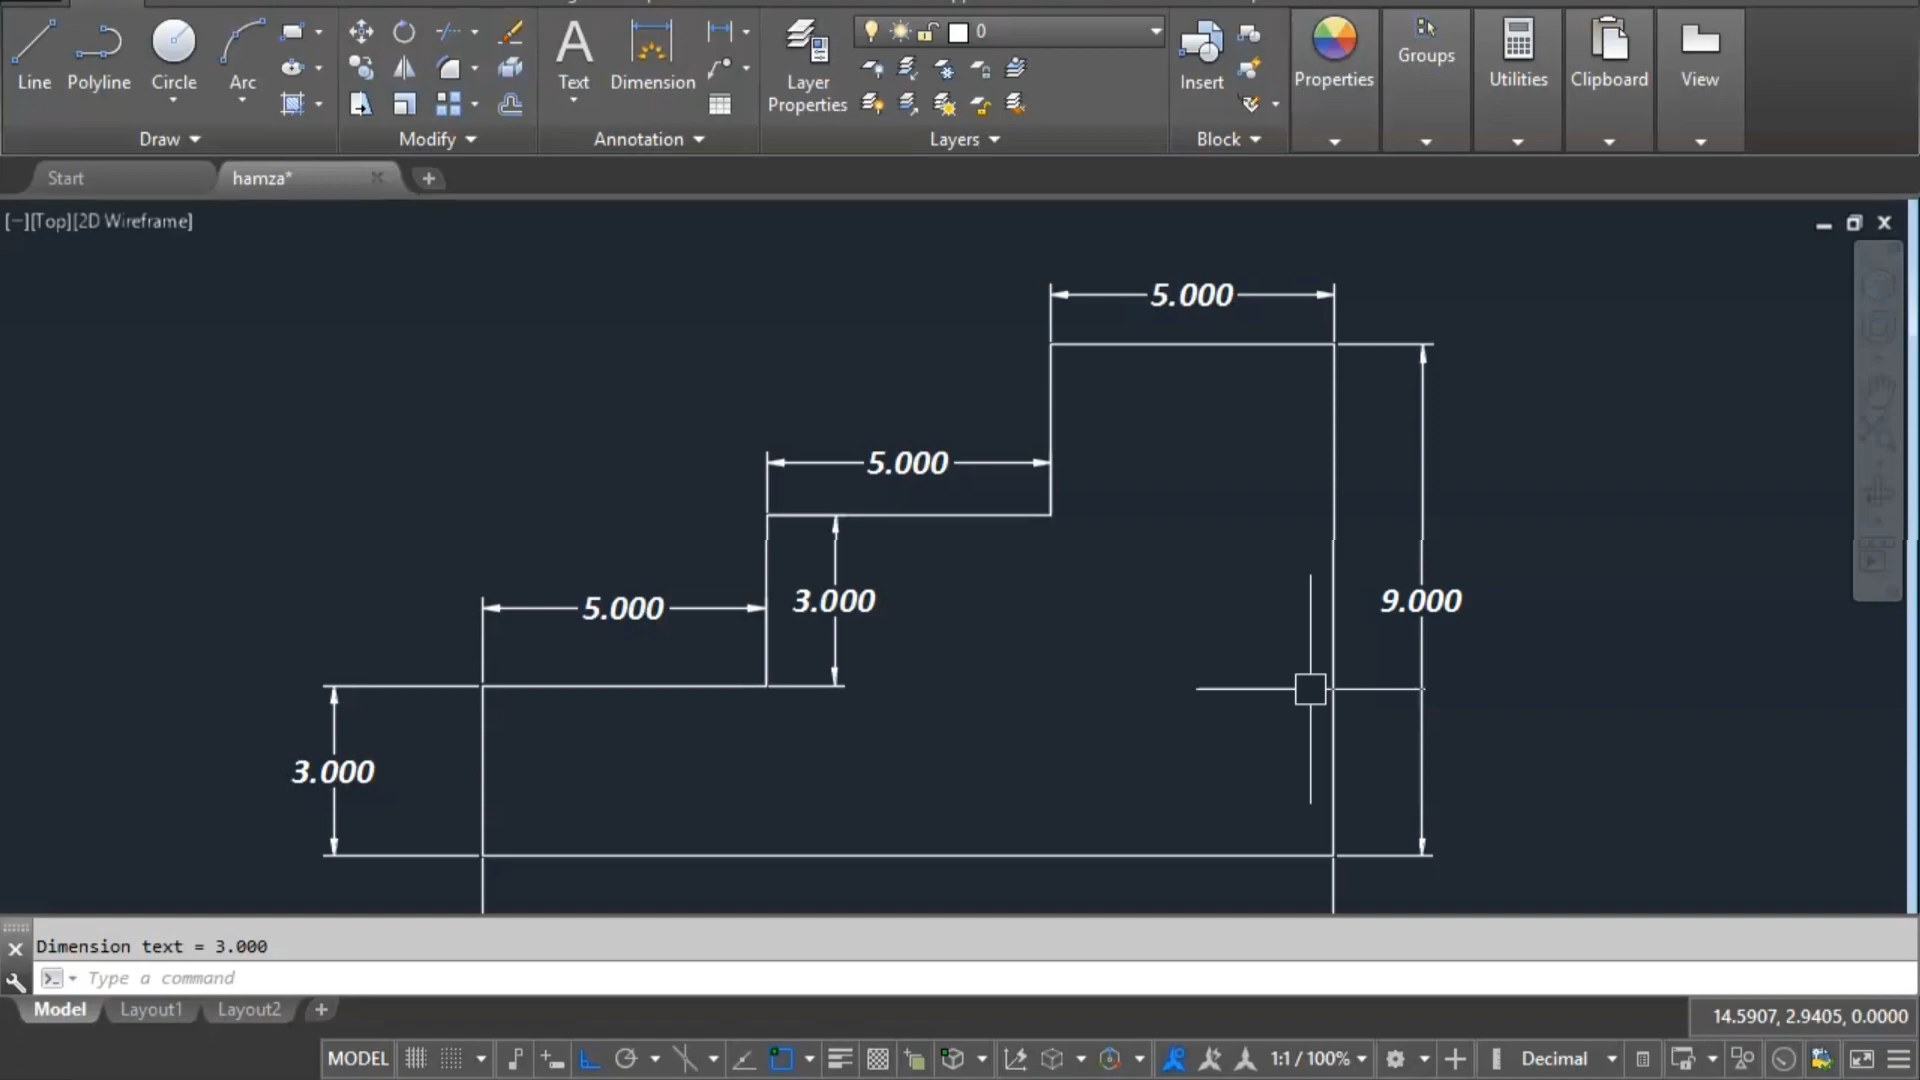 Line Polyline Circle Arc
Text Dimension
Layer
Properties
0
Insert
Properties
Groups
Utilities
Clipboard
View
Draw
Modify
Annotation
Layers
Block
Start
hamza*
[−][Top][2D Wireframe]
5.000
5.000
5.000
3.000
9.000
3.000
Dimension text = 3.000
Type a command
Model Layout1 Layout2 +
14.5907, 2.9405, 0.0000
MODEL
1:1 / 100%
Decimal